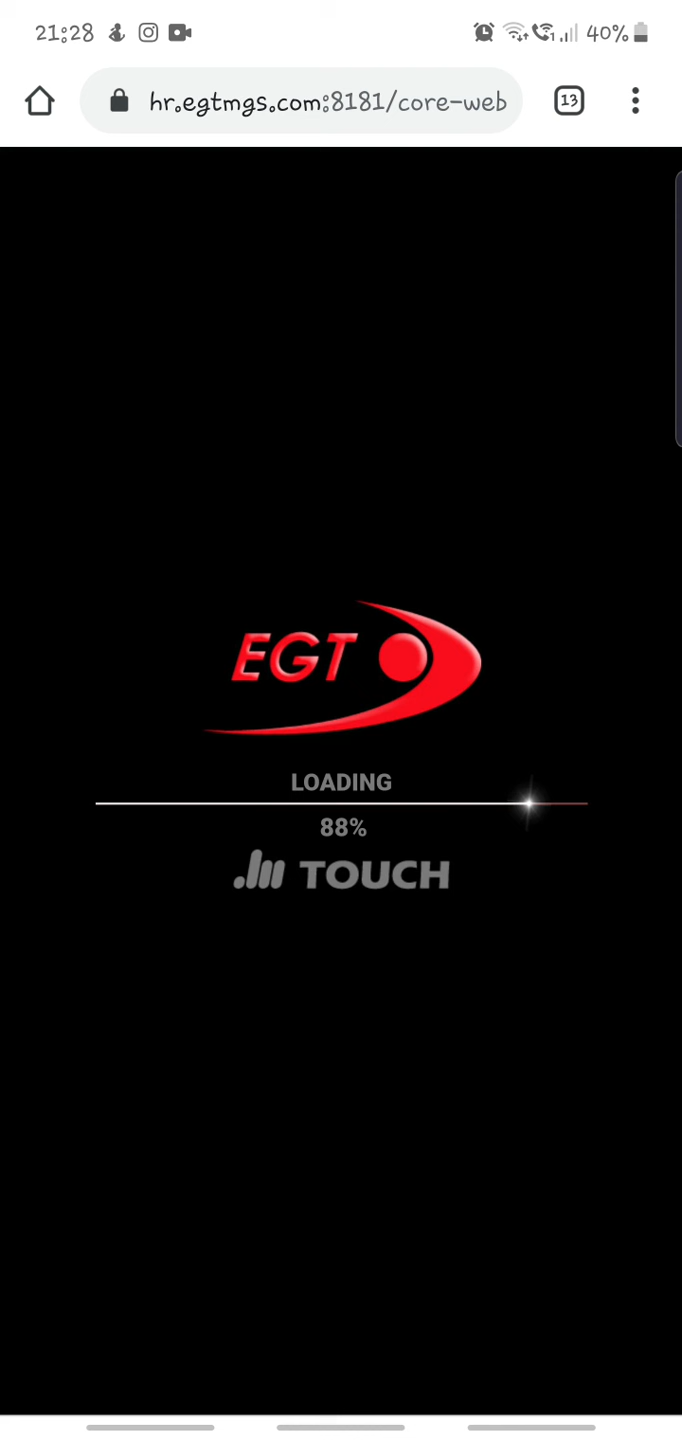 21:28
40%
hr.egtmgs.com:8181/core-web
13
EGT
LOADING
88%
TOUCH